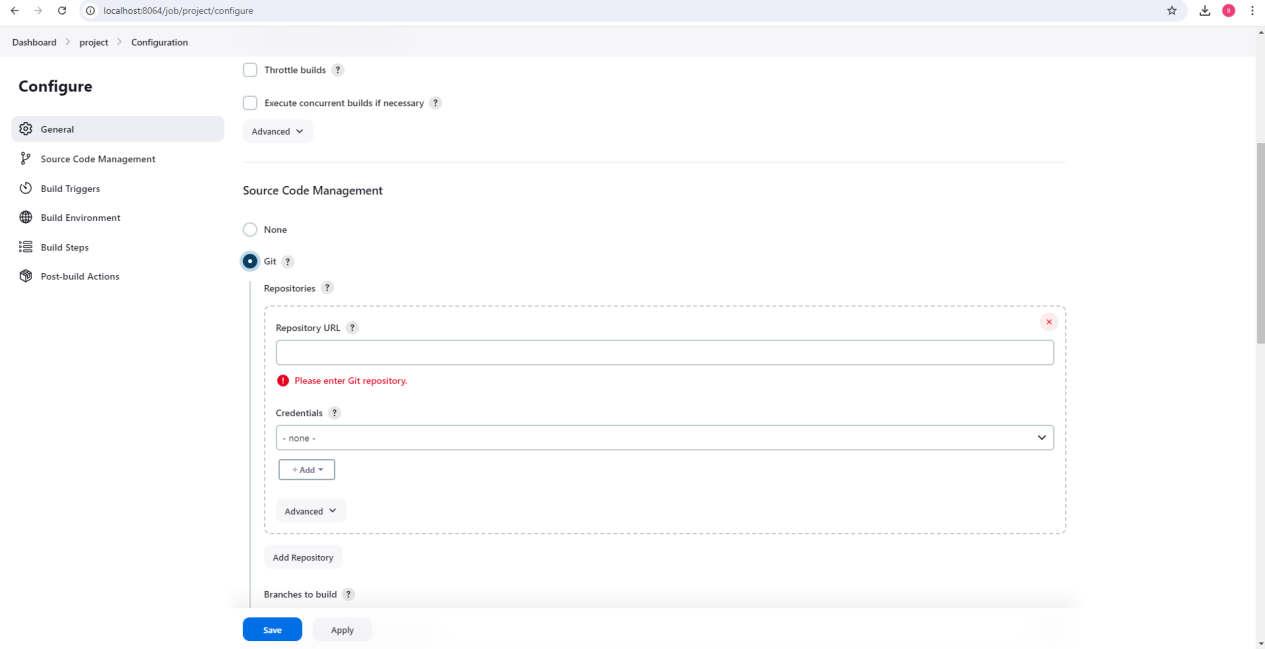 localhost:8064/job/project/configure
S
Dashboard > project > Configuration
Configure
General
Source Code Management
Build Triggers
Build Environment
Build Steps
Post-build Actions
Throttle builds ?
Execute concurrent builds if necessary ?
Advanced
Source Code Management
None
Git ?
Repositories ?
Repository URL ?
Please enter Git repository.
Credentials ?
- none -
+ Add
Advanced
Add Repository
Branches to build ?
Save Apply